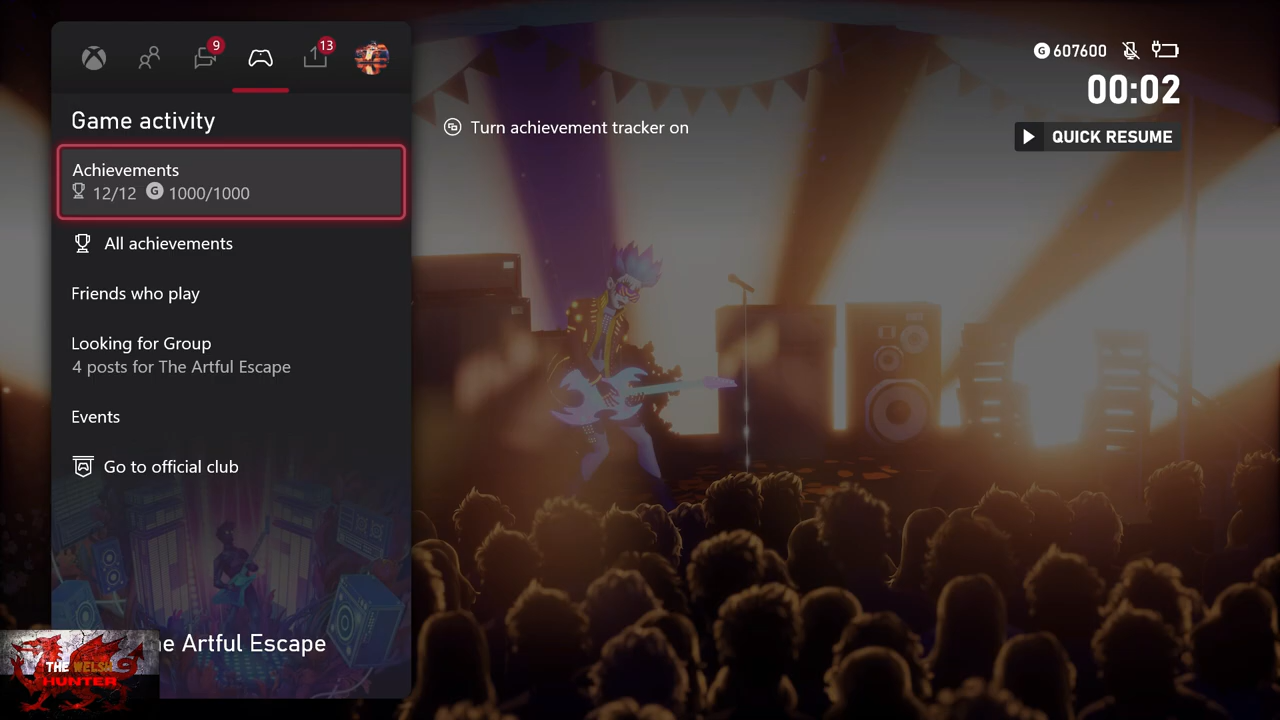 9
13
Game activity
Achievements
12/12 G 1000/1000
All achievements
Friends who play
Looking for Group
4 posts for The Artful Escape
Events
Go to official club
he Artful Escape
THE WELSH
HUNTER
Turn achievement tracker on
G 607600
00:02
QUICK RESUME